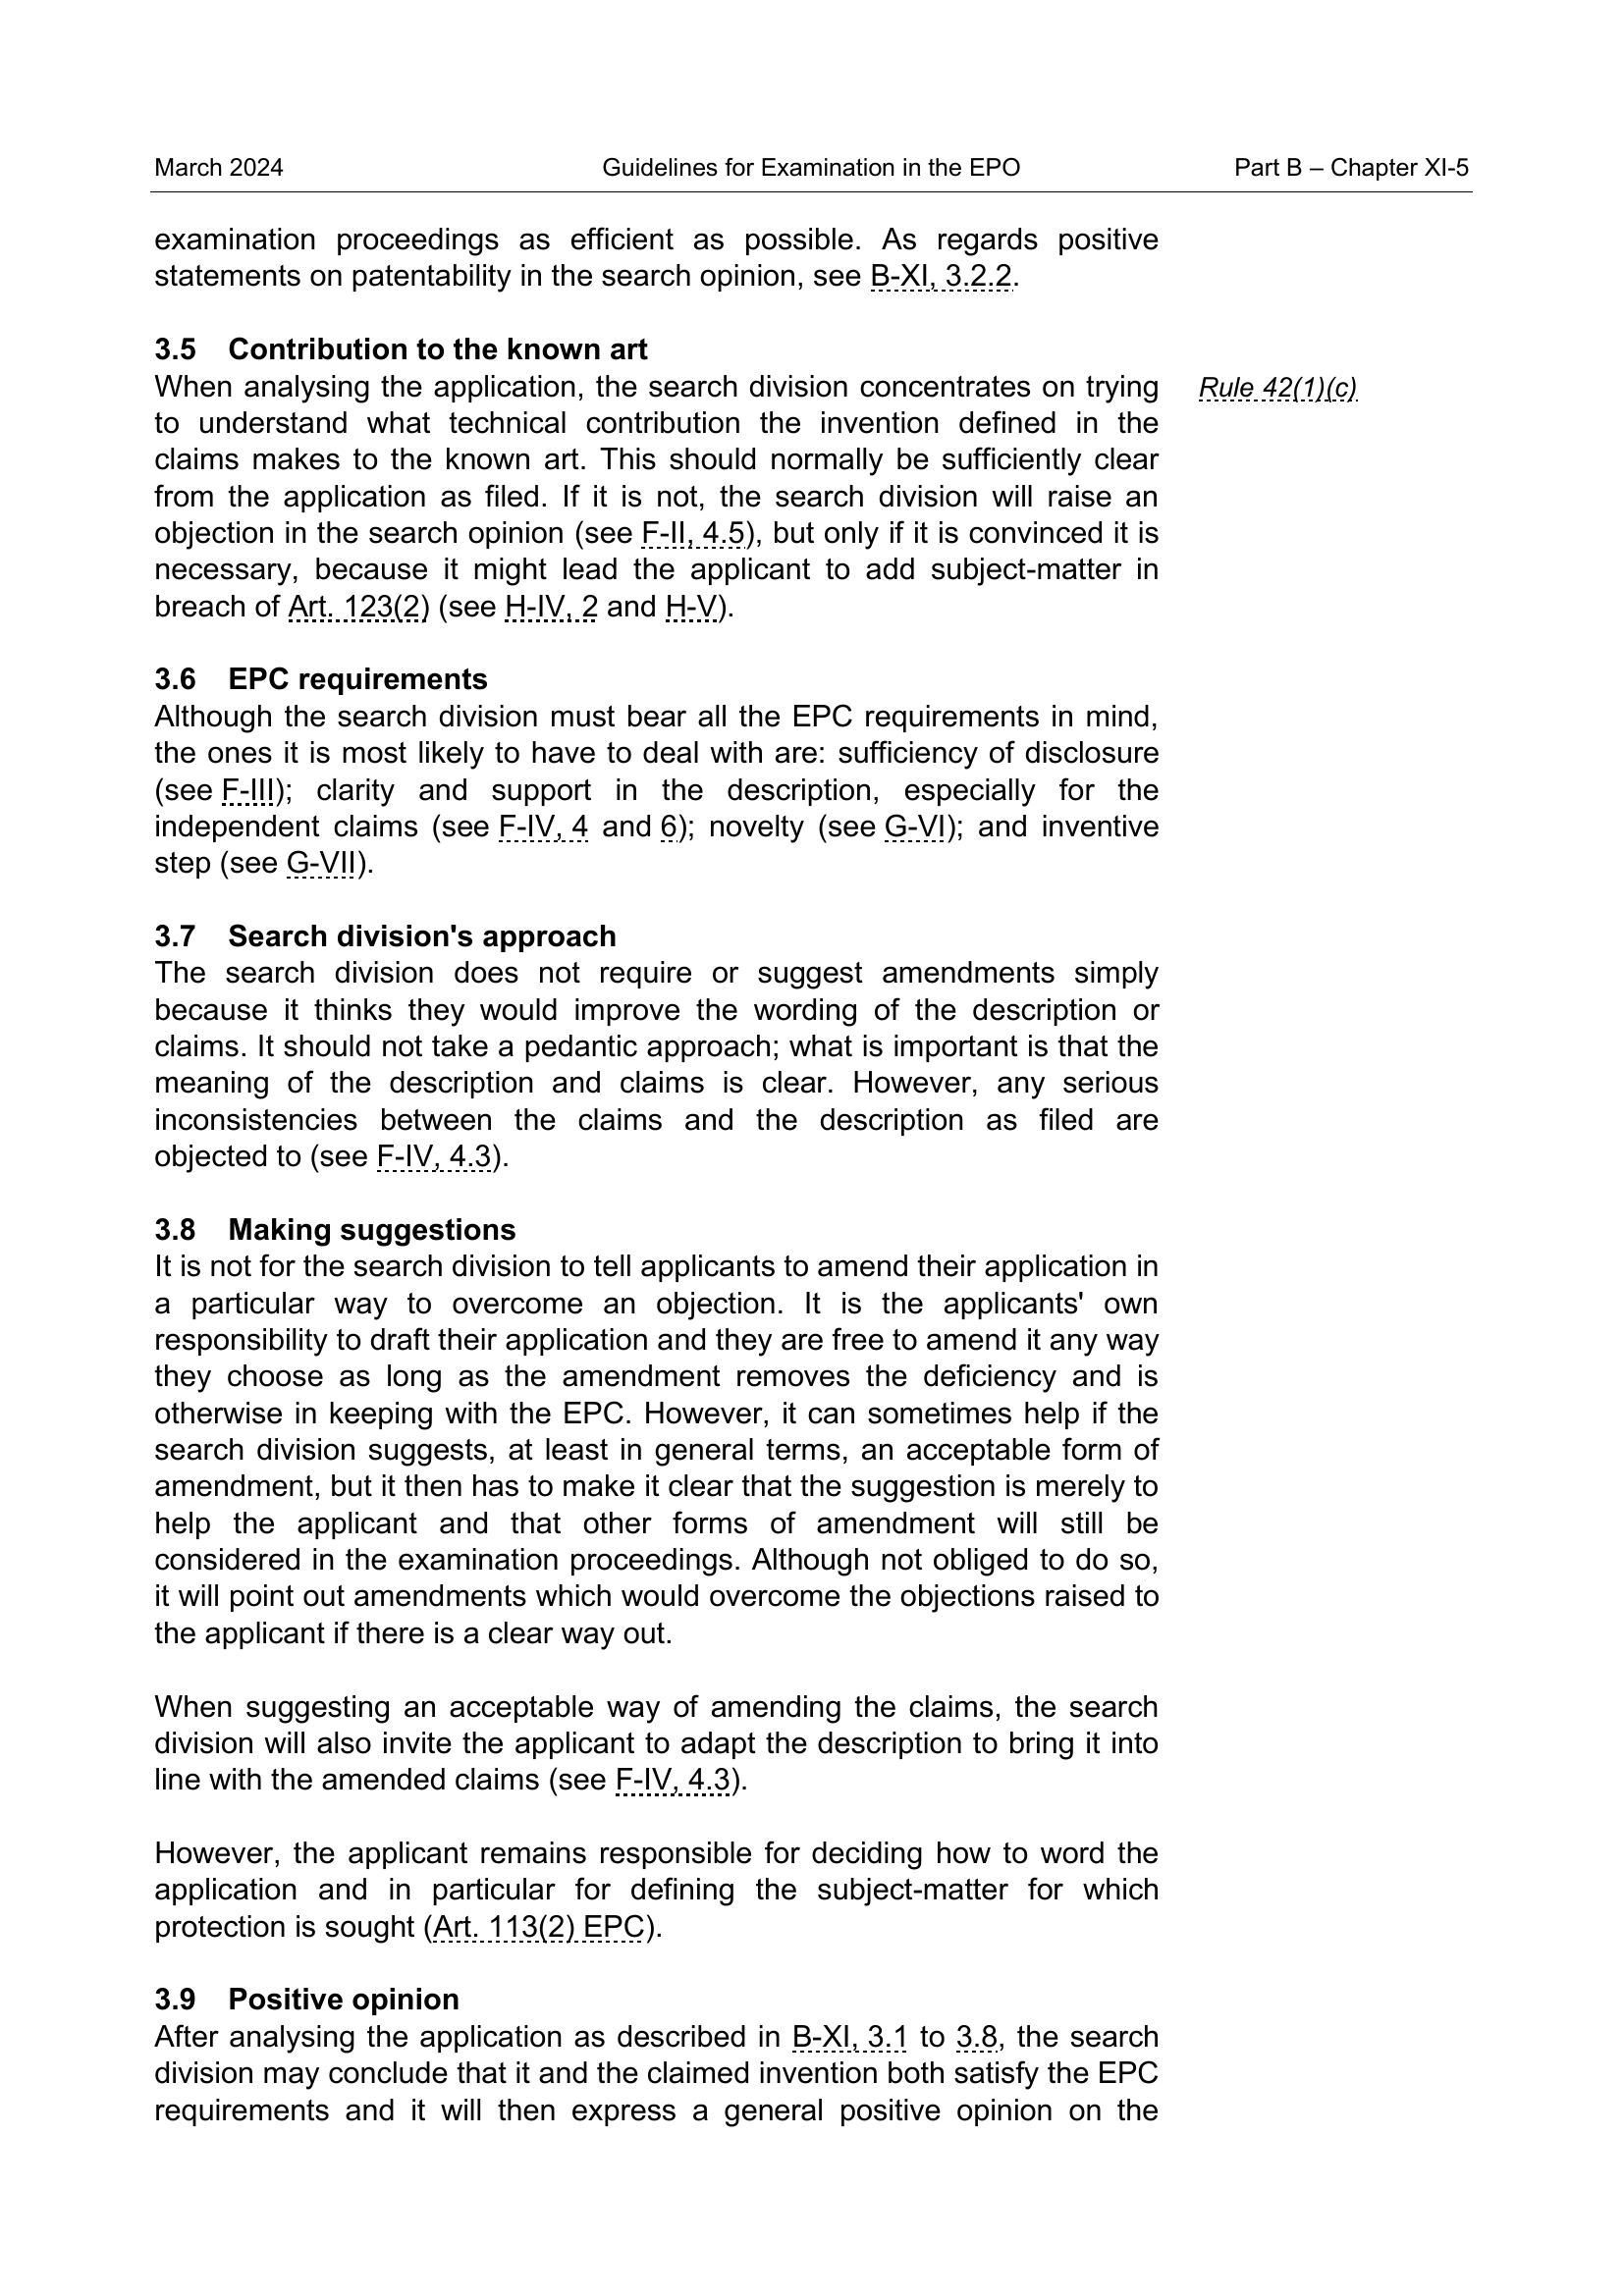 March 2024 Guidelines for Examination in the EPO Part B – Chapter XI-5
examination proceedings as efficient as possible. As regards positive
statements on patentability in the search opinion, see B-XI, 3.2.2.
3.5 Contribution to the known art
When analysing the application, the search division concentrates on trying Rule 42(1)(c)
to understand what technical contribution the invention defined in the
claims makes to the known art. This should normally be sufficiently clear
from the application as filed. If it is not, the search division will raise an
objection in the search opinion (see F-II, 4.5), but only if it is convinced it is
necessary, because it might lead the applicant to add subject-matter in
breach of Art. 123(2) (see H-IV, 2 and H-V).
3.6 EPC requirements
Although the search division must bear all the EPC requirements in mind,
the ones it is most likely to have to deal with are: sufficiency of disclosure
(see F-III); clarity and support in the description, especially for the
independent claims (see F-IV, 4 and 6); novelty (see G-VI); and inventive
step (see G-VII).
3.7 Search division's approach
The search division does not require or suggest amendments simply
because it thinks they would improve the wording of the description or
claims. It should not take a pedantic approach; what is important is that the
meaning of the description and claims is clear. However, any serious
inconsistencies between the claims and the description as filed are
objected to (see F-IV, 4.3).
3.8 Making suggestions
It is not for the search division to tell applicants to amend their application in
a particular way to overcome an objection. It is the applicants' own
responsibility to draft their application and they are free to amend it any way
they choose as long as the amendment removes the deficiency and is
otherwise in keeping with the EPC. However, it can sometimes help if the
search division suggests, at least in general terms, an acceptable form of
amendment, but it then has to make it clear that the suggestion is merely to
help the applicant and that other forms of amendment will still be
considered in the examination proceedings. Although not obliged to do so,
it will point out amendments which would overcome the objections raised to
the applicant if there is a clear way out.
When suggesting an acceptable way of amending the claims, the search
division will also invite the applicant to adapt the description to bring it into
line with the amended claims (see F-IV, 4.3).
However, the applicant remains responsible for deciding how to word the
application and in particular for defining the subject-matter for which
protection is sought (Art. 113(2) EPC).
3.9 Positive opinion
After analysing the application as described in B-XI, 3.1 to 3.8, the search
division may conclude that it and the claimed invention both satisfy the EPC
requirements and it will then express a general positive opinion on the